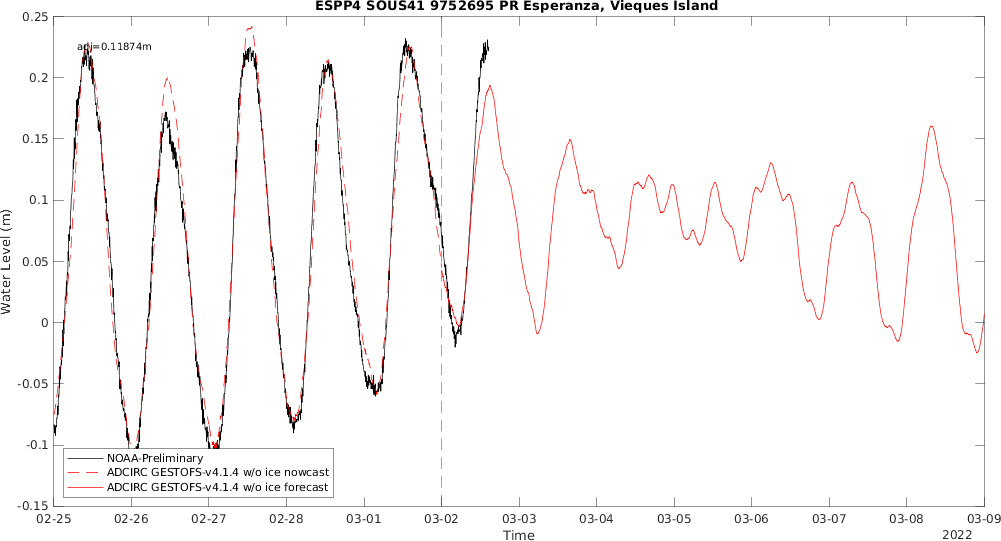 ESPP4 SOUS41 9752695 PR Esperanza, Vieques Island
adj=0.11874m
0.25
0.2
0.15
0.1
0.05
0
-0.05
-0.1
-0.15
Water Level (m)
NOAA-Preliminary
ADCIRC GESTOFS-v4.1.4 w/o ice nowcast
ADCIRC GESTOFS-v4.1.4 w/o ice forecast
02-25 02-26 02-27 02-28 03-01 03-02 03-03 03-04 03-05 03-06 03-07 03-08 03-09
Time
2022